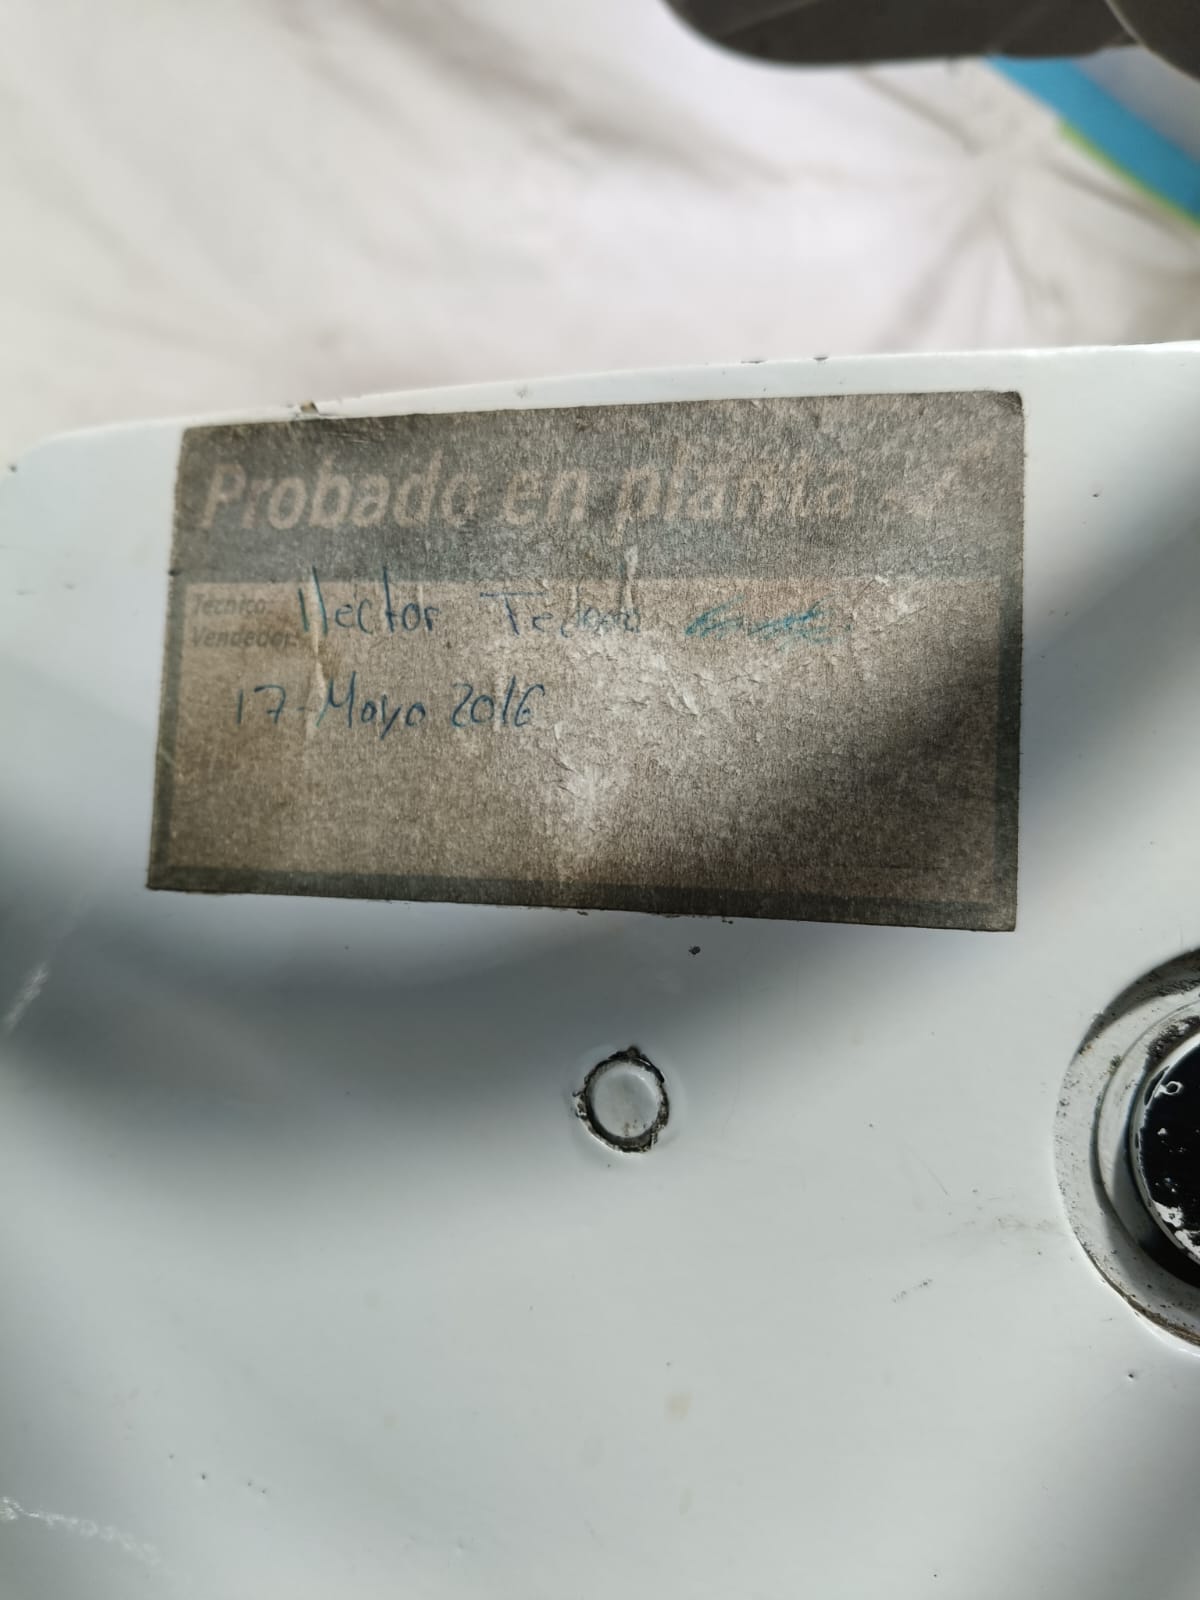 Probado en planta
Técnico: Hector
Vendedor:
17-Mayo 2016